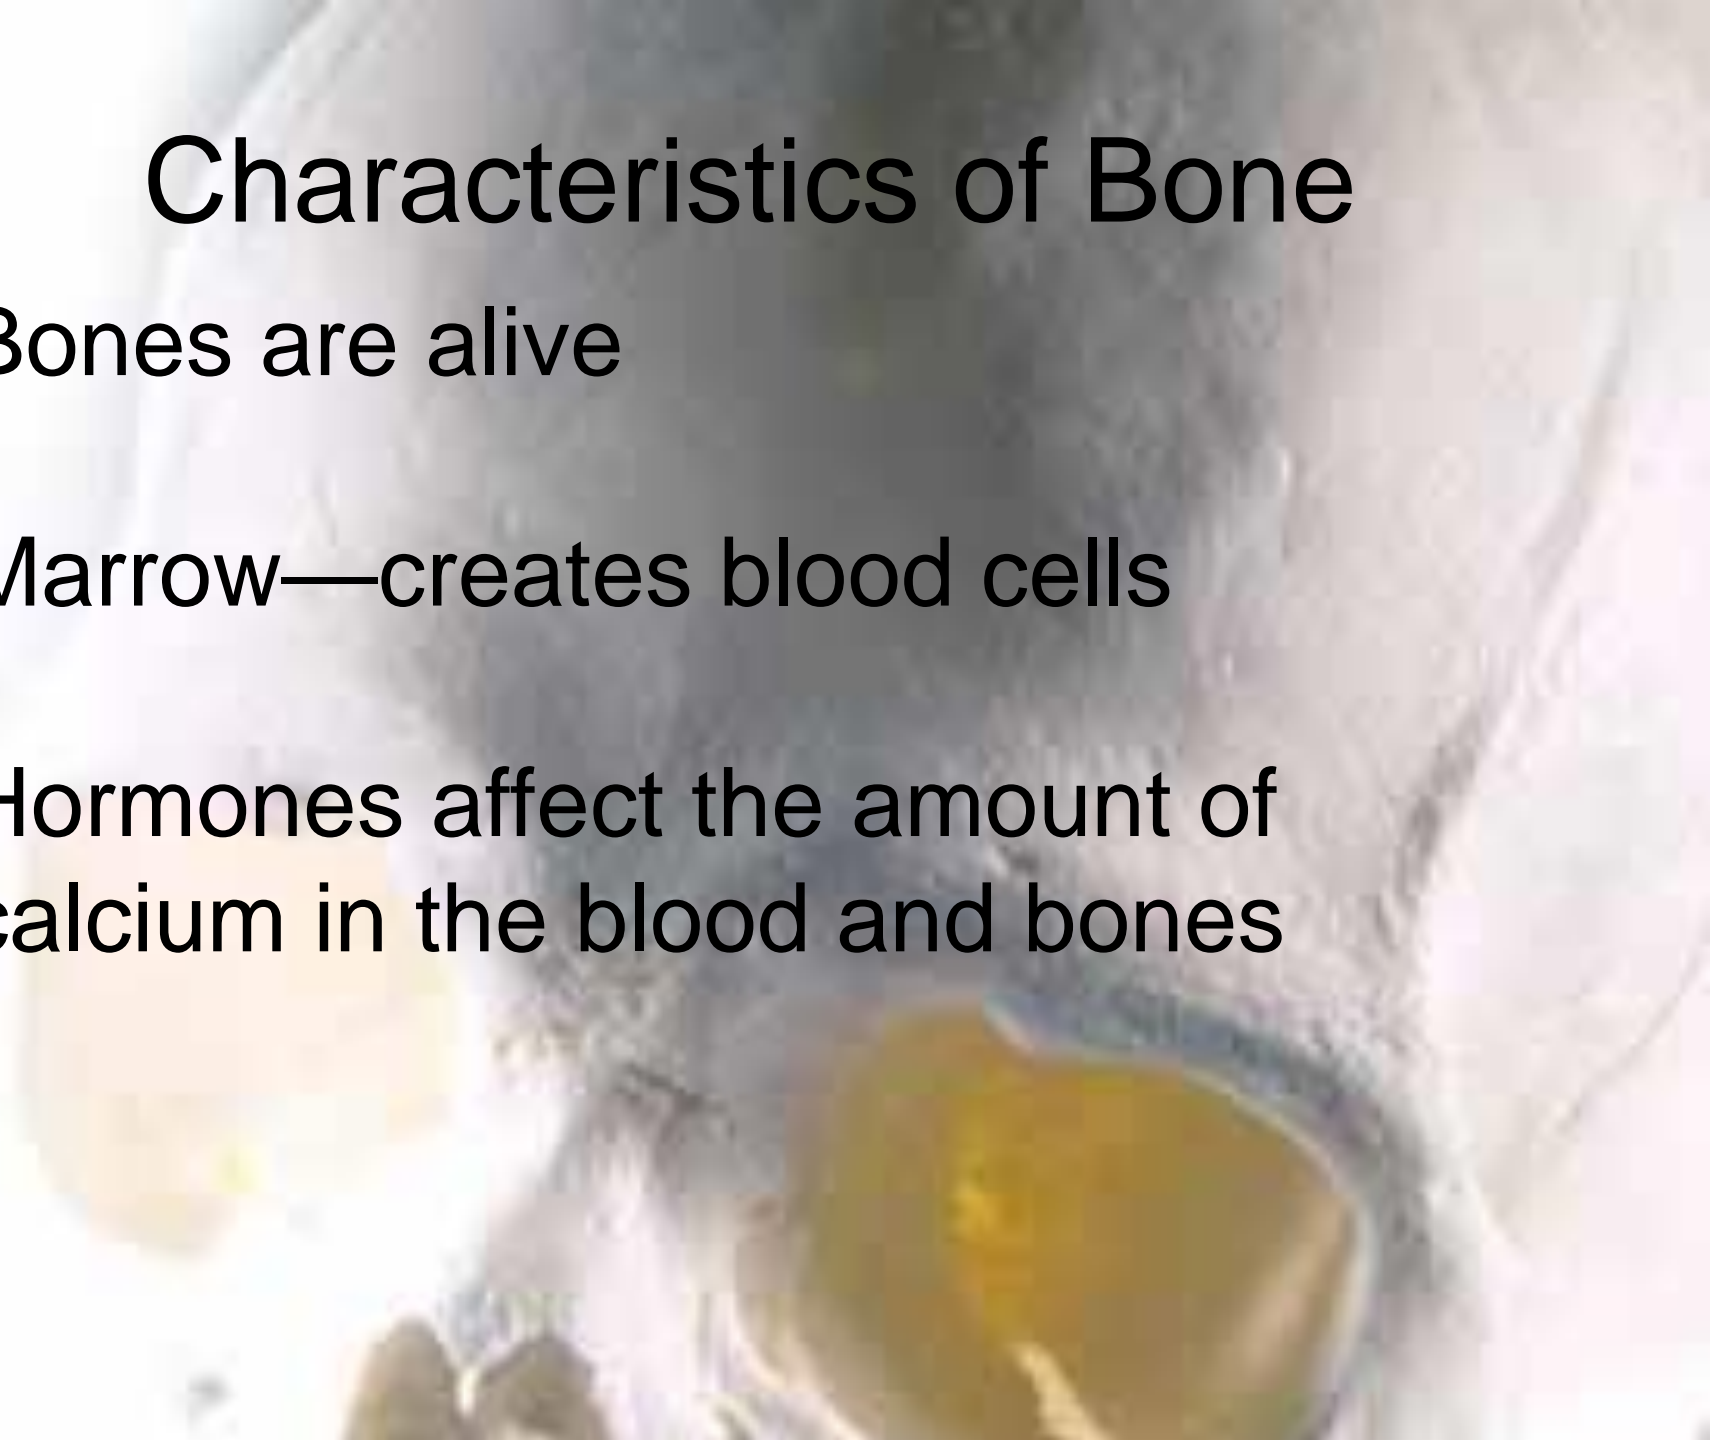 Characteristics of Bone
Bones are alive
Marrow—creates blood cells
Hormones affect the amount of
calcium in the blood and bones